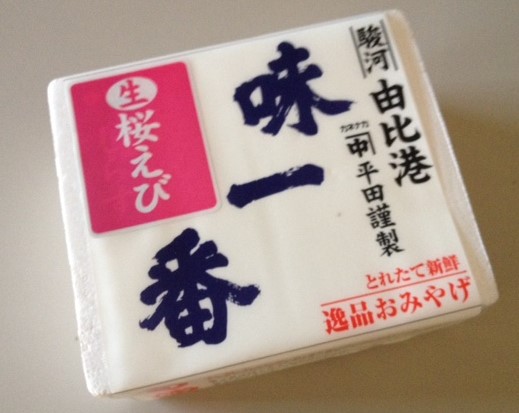 駿河
由比港
カネナカ
中 平田謹製
味一番
生 桜えび
とれたて新鮮
逸品おみやげ